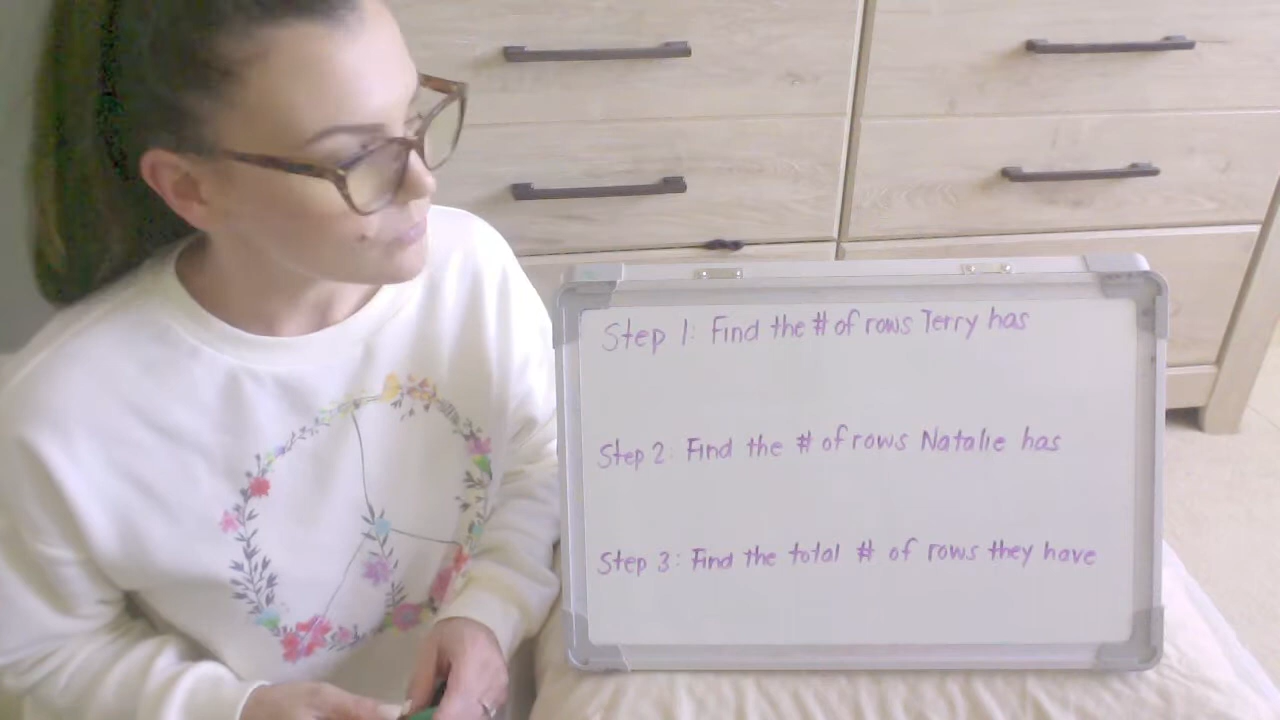 Step 1: Find the # of rows Terry has
Step 2: Find the # of rows Natalie has
Step 3: Find the total # of rows they have